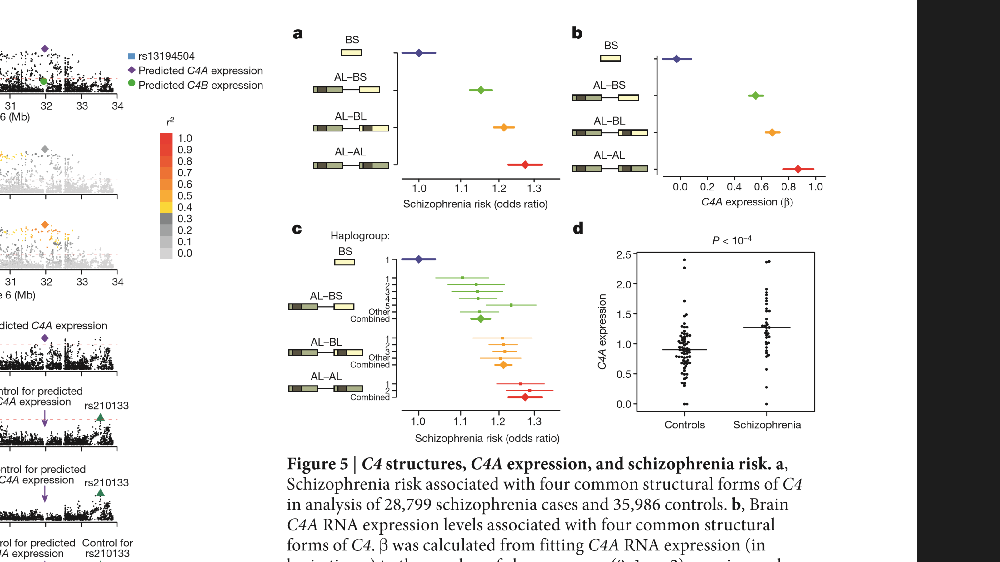 rs13194504
Predicted C4A expression
Predicted C4B expression
31 32 33 34
6 (Mb)
r2
1.0
0.9
0.8
0.7
0.6
0.5
0.4
0.3
0.2
0.1
0.0
31 32 33 34
6 (Mb)
C4A expression
for predicted
C4A expression
rs210133
for predicted
C4A expression
rs210133
for predicted
expression
Control for
rs210133
a
BS
AL–BS
AL–BL
AL–AL
1.0 1.1 1.2 1.3
Schizophrenia risk (odds ratio)
b
BS
AL–BS
AL–BL
AL–AL
0.0 0.2 0.4 0.6 0.8 1.0
C4A expression (β)
c
Haplogroup:
BS
1
AL–BS
1
2
3
4
5
Other
Combined
AL–BL
1
2
3
Other
Combined
AL–AL
1
2
Combined
1.0 1.1 1.2 1.3
Schizophrenia risk (odds ratio)
d
P < 10–4
C4A expression
2.5
2.0
1.5
1.0
0.5
0.0
Controls Schizophrenia
Figure 5 | C4 structures, C4A expression, and schizophrenia risk. a,
Schizophrenia risk associated with four common structural forms of C4
in analysis of 28,799 schizophrenia cases and 35,986 controls. b, Brain
C4A RNA expression levels associated with four common structural
forms of C4. β was calculated from fitting C4A RNA expression (in